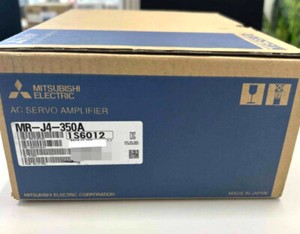 MITSUBISHI
ELECTRIC
AC SERVO AMPLIFIER
MR-J4-350A
1S6012
MITSUBISHI ELECTRIC CORPORATION
MADE IN JAPAN